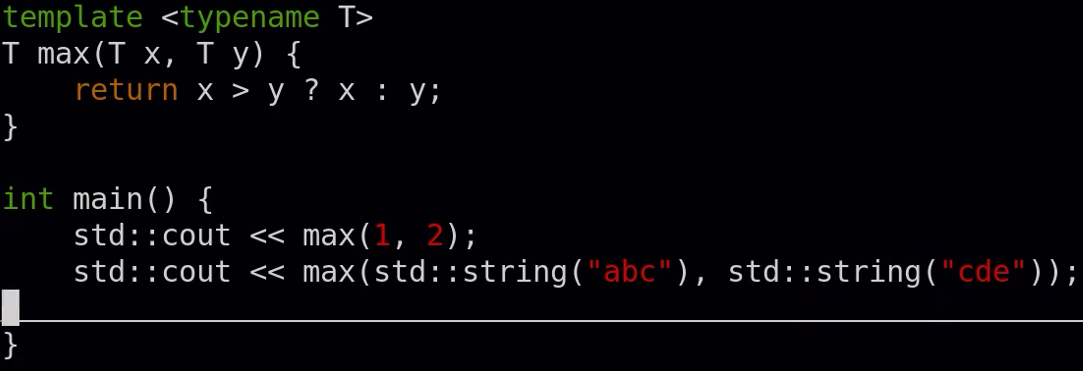 template <typename T>
T max(T x, T y) {
    return x > y ? x : y;
}

int main() {
    std::cout << max(1, 2);
    std::cout << max(std::string("abc"), std::string("cde"));

}